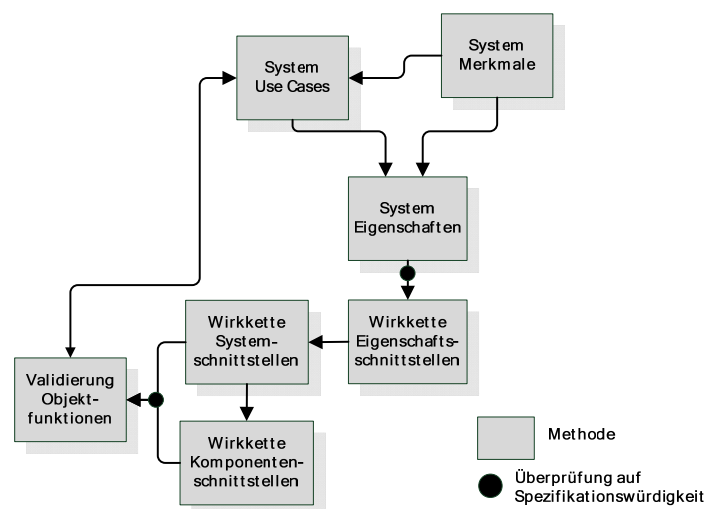 System
Merkmale
System
Use Cases
System
Eigenschaften
Wirkkette
System-
schnittstellen
Wirkkette
Eigenschafts-
schnittstellen
Validierung
Objekt-
funktionen
Wirkkette
Komponenten-
schnittstellen
Methode
Überprüfung auf
Spezifikationswürdigkeit